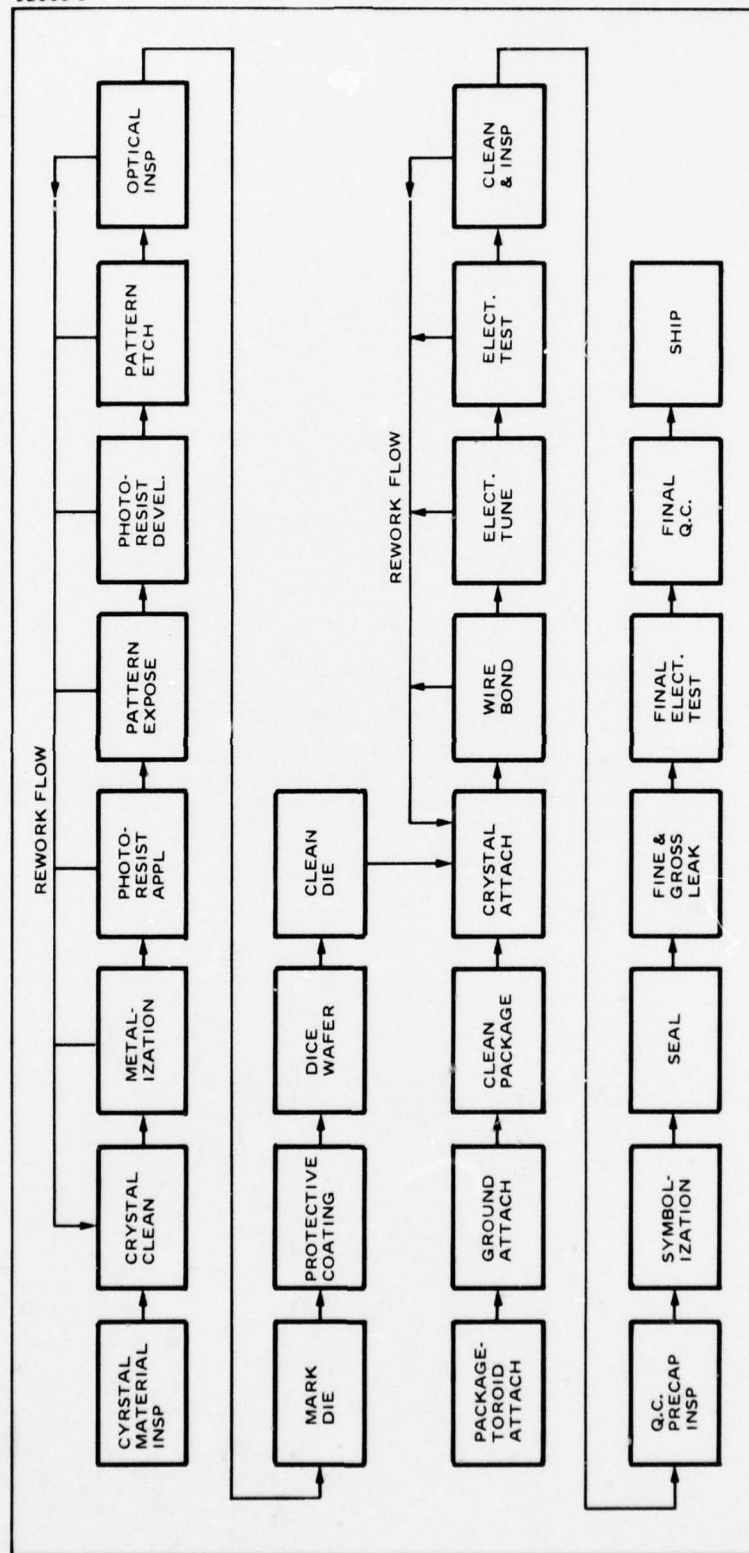 REWORK FLOW
CYRSTAL
MATERIAL
INSP
CRYSTAL
CLEAN
METAL-
IZATION
PHOTO-
RESIST
APPL
PATTERN
EXPOSE
PHOTO-
RESIST
DEVEL.
PATTERN
ETCH
OPTICAL
INSP
MARK
DIE
PROTECTIVE
COATING
DICE
WAFER
CLEAN
DIE
REWORK FLOW
PACKAGE-
TOROID
ATTACH
GROUND
ATTACH
CLEAN
PACKAGE
CRYSTAL
ATTACH
WIRE
BOND
ELECT.
TUNE
ELECT.
TEST
CLEAN
& INSP
Q.C.
PRECAP
INSP
SYMBOL-
IZATION
SEAL
FINE &
GROSS
LEAK
FINAL
ELECT.
TEST
FINAL
Q.C.
SHIP